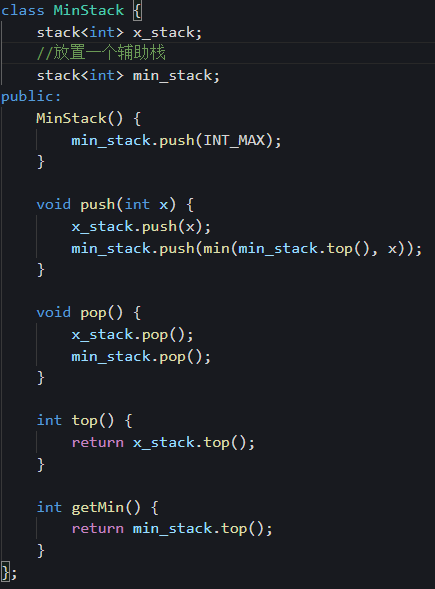 class MinStack {
    stack<int> x_stack;
    //放置一个辅助栈
    stack<int> min_stack;
public:
    MinStack() {
        min_stack.push(INT_MAX);
    }

    void push(int x) {
        x_stack.push(x);
        min_stack.push(min(min_stack.top(), x));
    }

    void pop() {
        x_stack.pop();
        min_stack.pop();
    }

    int top() {
        return x_stack.top();
    }

    int getMin() {
        return min_stack.top();
    }
};